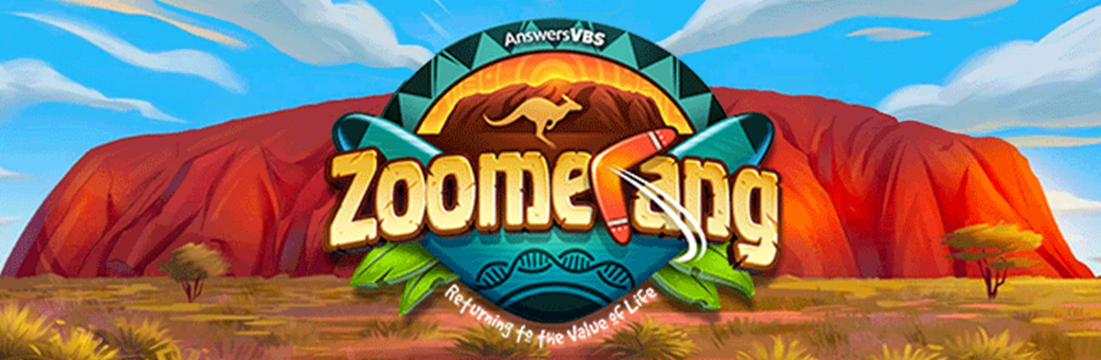 AnswersVBS
Zoomerang
Returning to the Value of Life